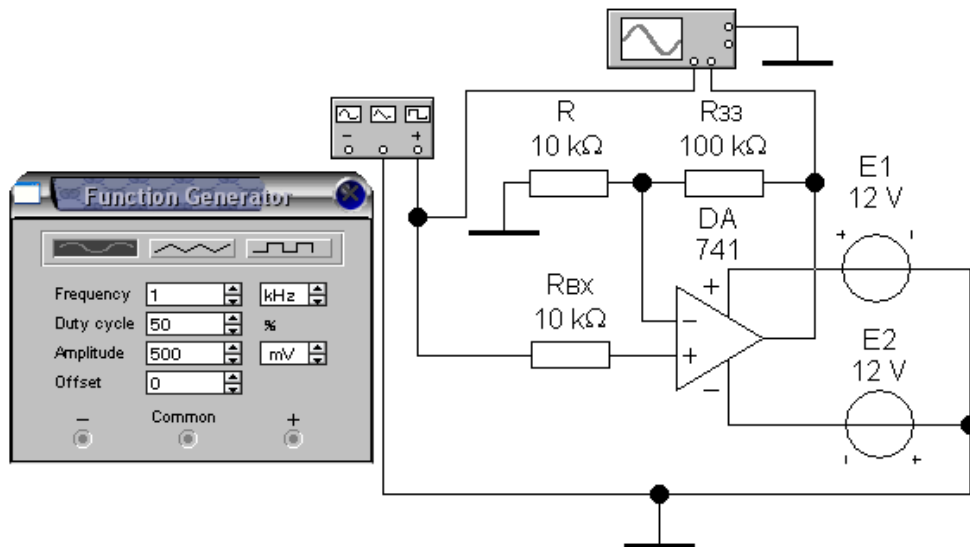 R
10 kΩ
Rзз
100 kΩ
E1
12 V
DA
741
+
-
- +
Function Generator
Frequency 1 kHz
Duty cycle 50 %
Amplitude 500 mV
Offset 0
- Common +
Rвх
10 kΩ
+
-
+
-
E2
12 V
-
+